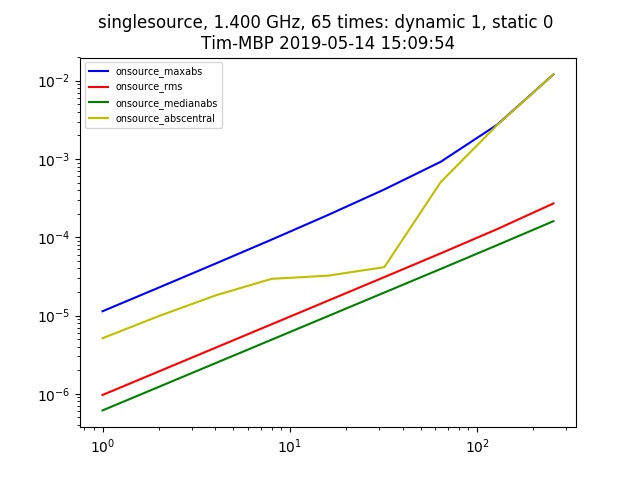 singlesource, 1.400 GHz, 65 times: dynamic 1, static 0
Tim-MBP 2019-05-14 15:09:54
onsource_maxabs
onsource_rms
onsource_medianabs
onsource_abscentral
10⁻²
10⁻³
10⁻⁴
10⁻⁵
10⁻⁶
10⁰ 10¹ 10²